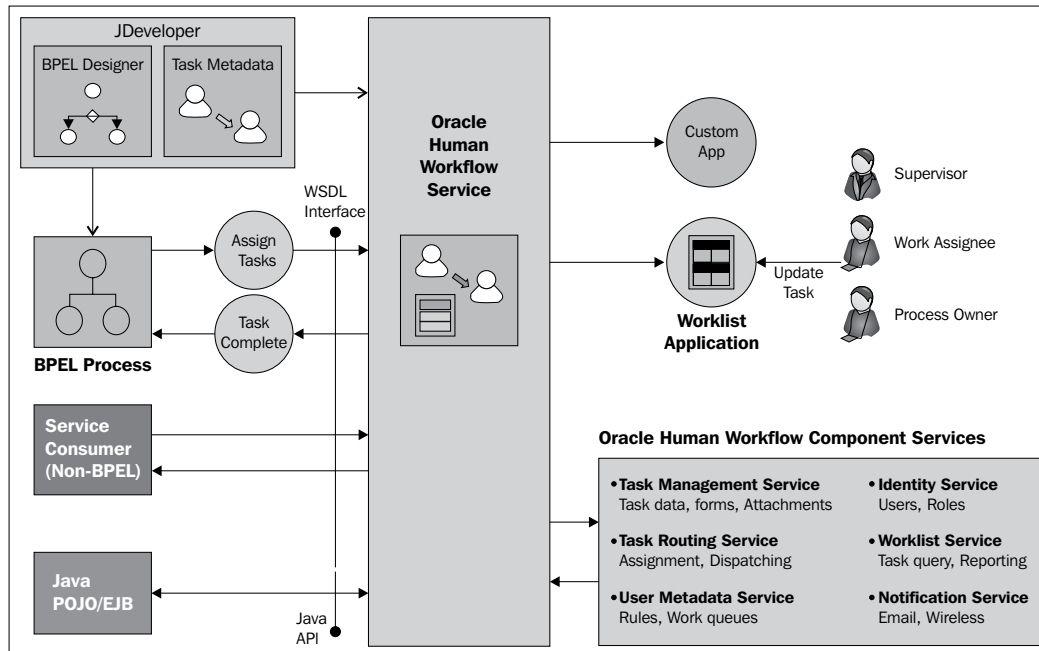 JDeveloper
BPEL Designer
Task Metadata
Oracle
Human
Workflow
Service
WSDL
Interface
Assign
Tasks
Task
Complete
BPEL Process
Service
Consumer
(Non-BPEL)
Java
POJO/EJB
Java
API
Custom
App
Supervisor
Work Assignee
Update
Task
Process Owner
Worklist
Application
Oracle Human Workflow Component Services
• Task Management Service
Task data, forms, Attachments
• Task Routing Service
Assignment, Dispatching
• User Metadata Service
Rules, Work queues
• Identity Service
Users, Roles
• Worklist Service
Task query, Reporting
• Notification Service
Email, Wireless